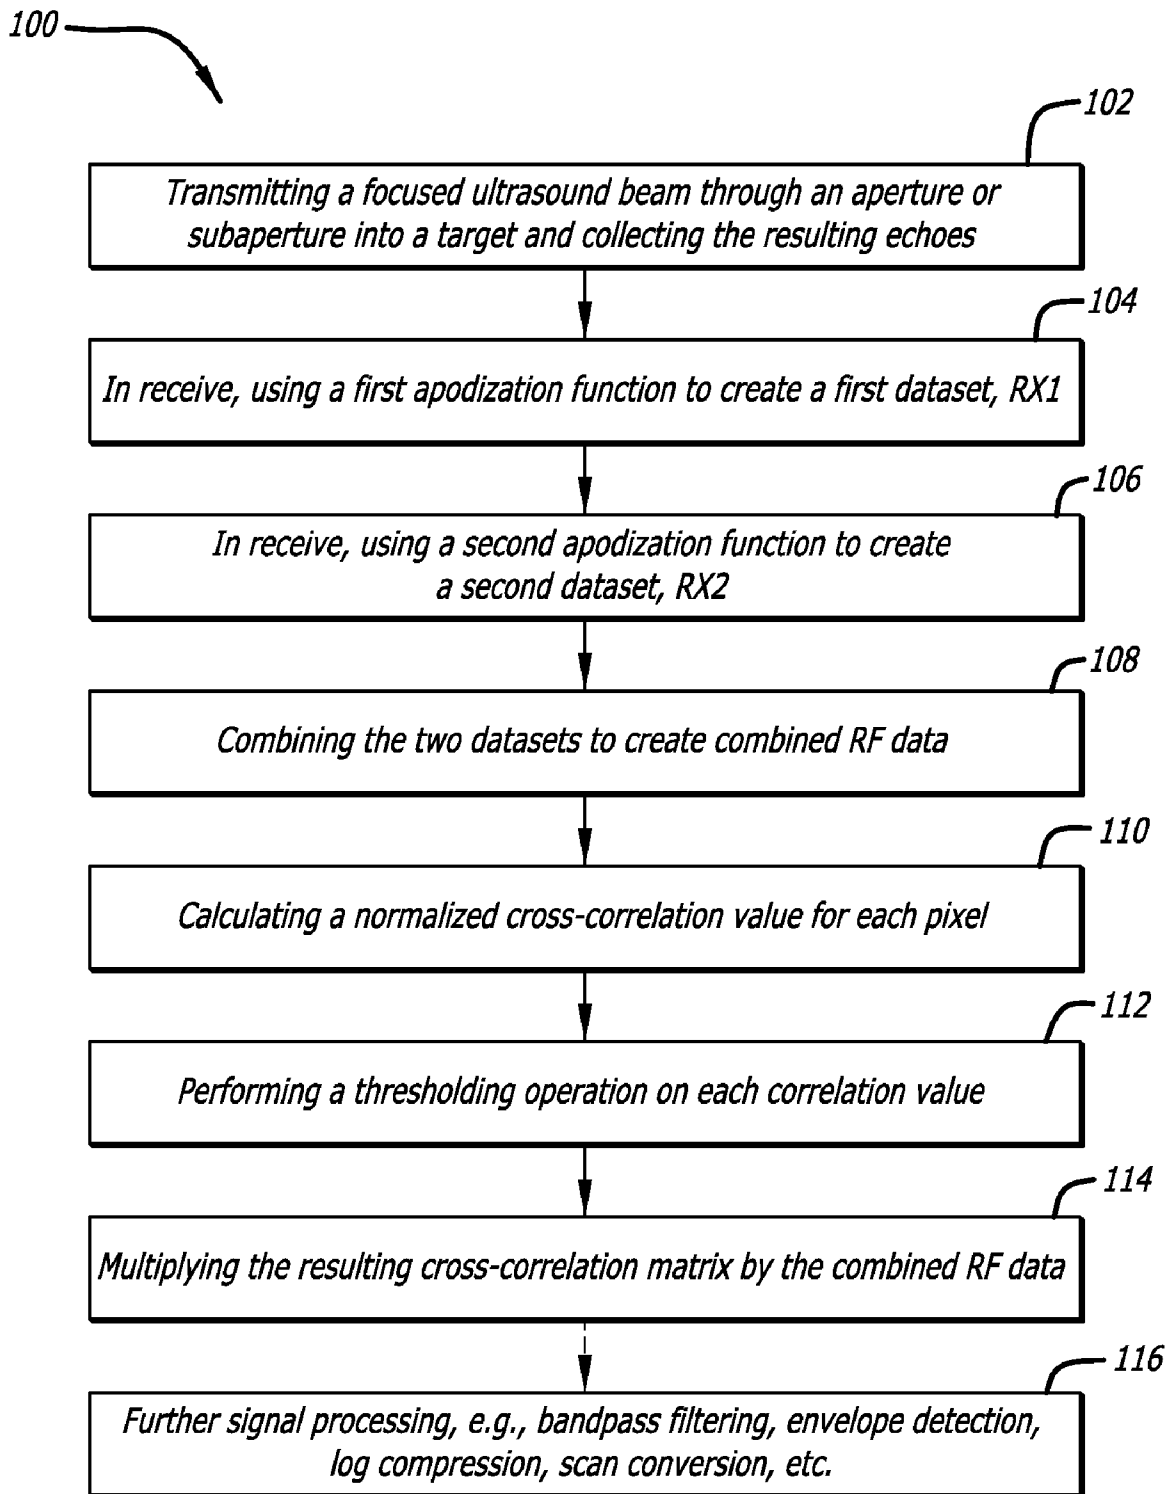 100
102
Transmitting a focused ultrasound beam through an aperture or
subaperture into a target and collecting the resulting echoes
104
In receive, using a first apodization function to create a first dataset, RX1
106
In receive, using a second apodization function to create
a second dataset, RX2
108
Combining the two datasets to create combined RF data
110
Calculating a normalized cross-correlation value for each pixel
112
Performing a thresholding operation on each correlation value
114
Multiplying the resulting cross-correlation matrix by the combined RF data
116
Further signal processing, e.g., bandpass filtering, envelope detection,
log compression, scan conversion, etc.